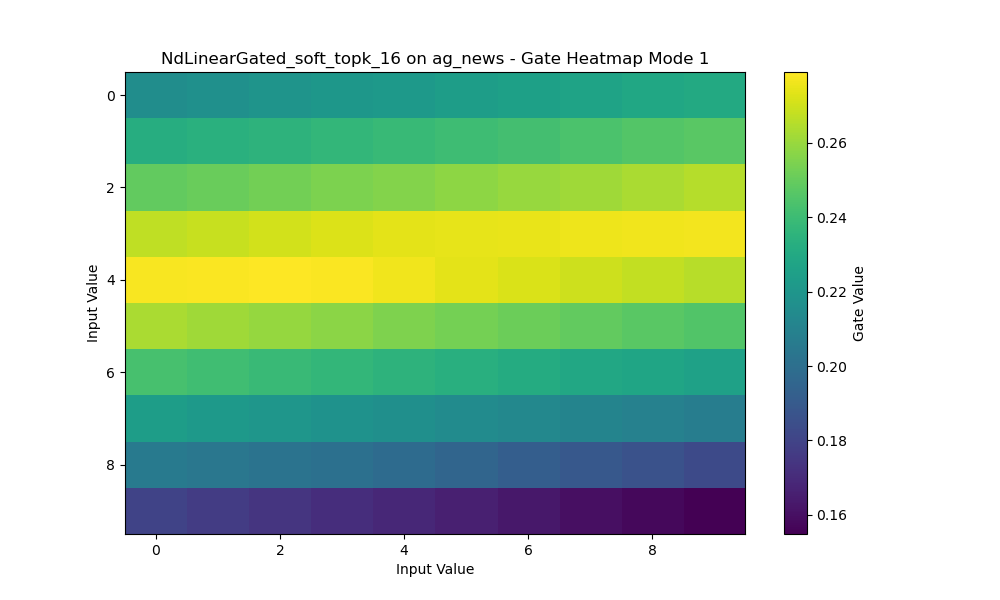 NdLinearGated_soft_topk_16 on ag_news - Gate Heatmap Mode 1
0
2
4
6
8
Input Value
0 2 4 6 8
Input Value
0.26
0.24
0.22
0.20
0.18
0.16
Gate Value